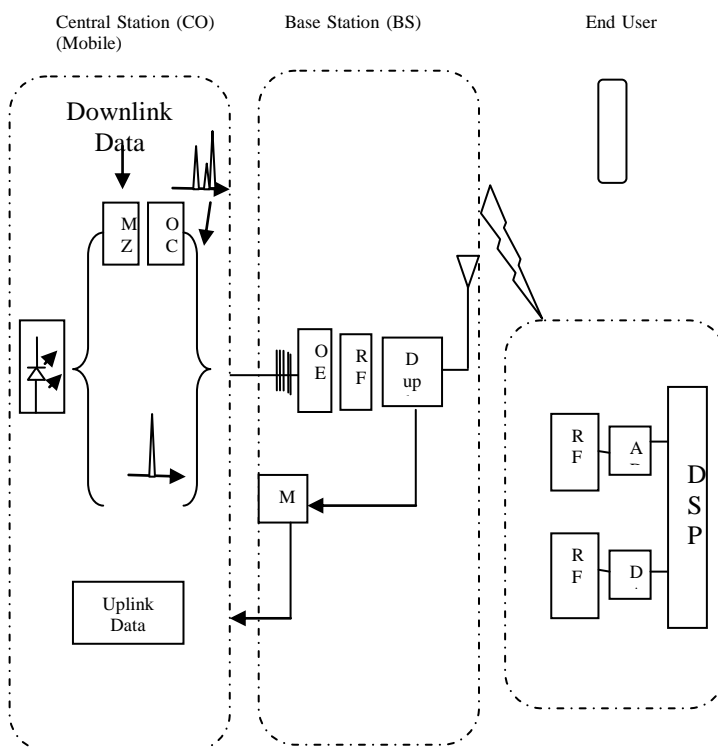 Central Station (CO)
(Mobile)
Base Station (BS)
End User
Downlink
Data
M
Z
O
C
O
E
R
F
D
up
M
Uplink
Data
R
F
A
R
F
D
D
S
P